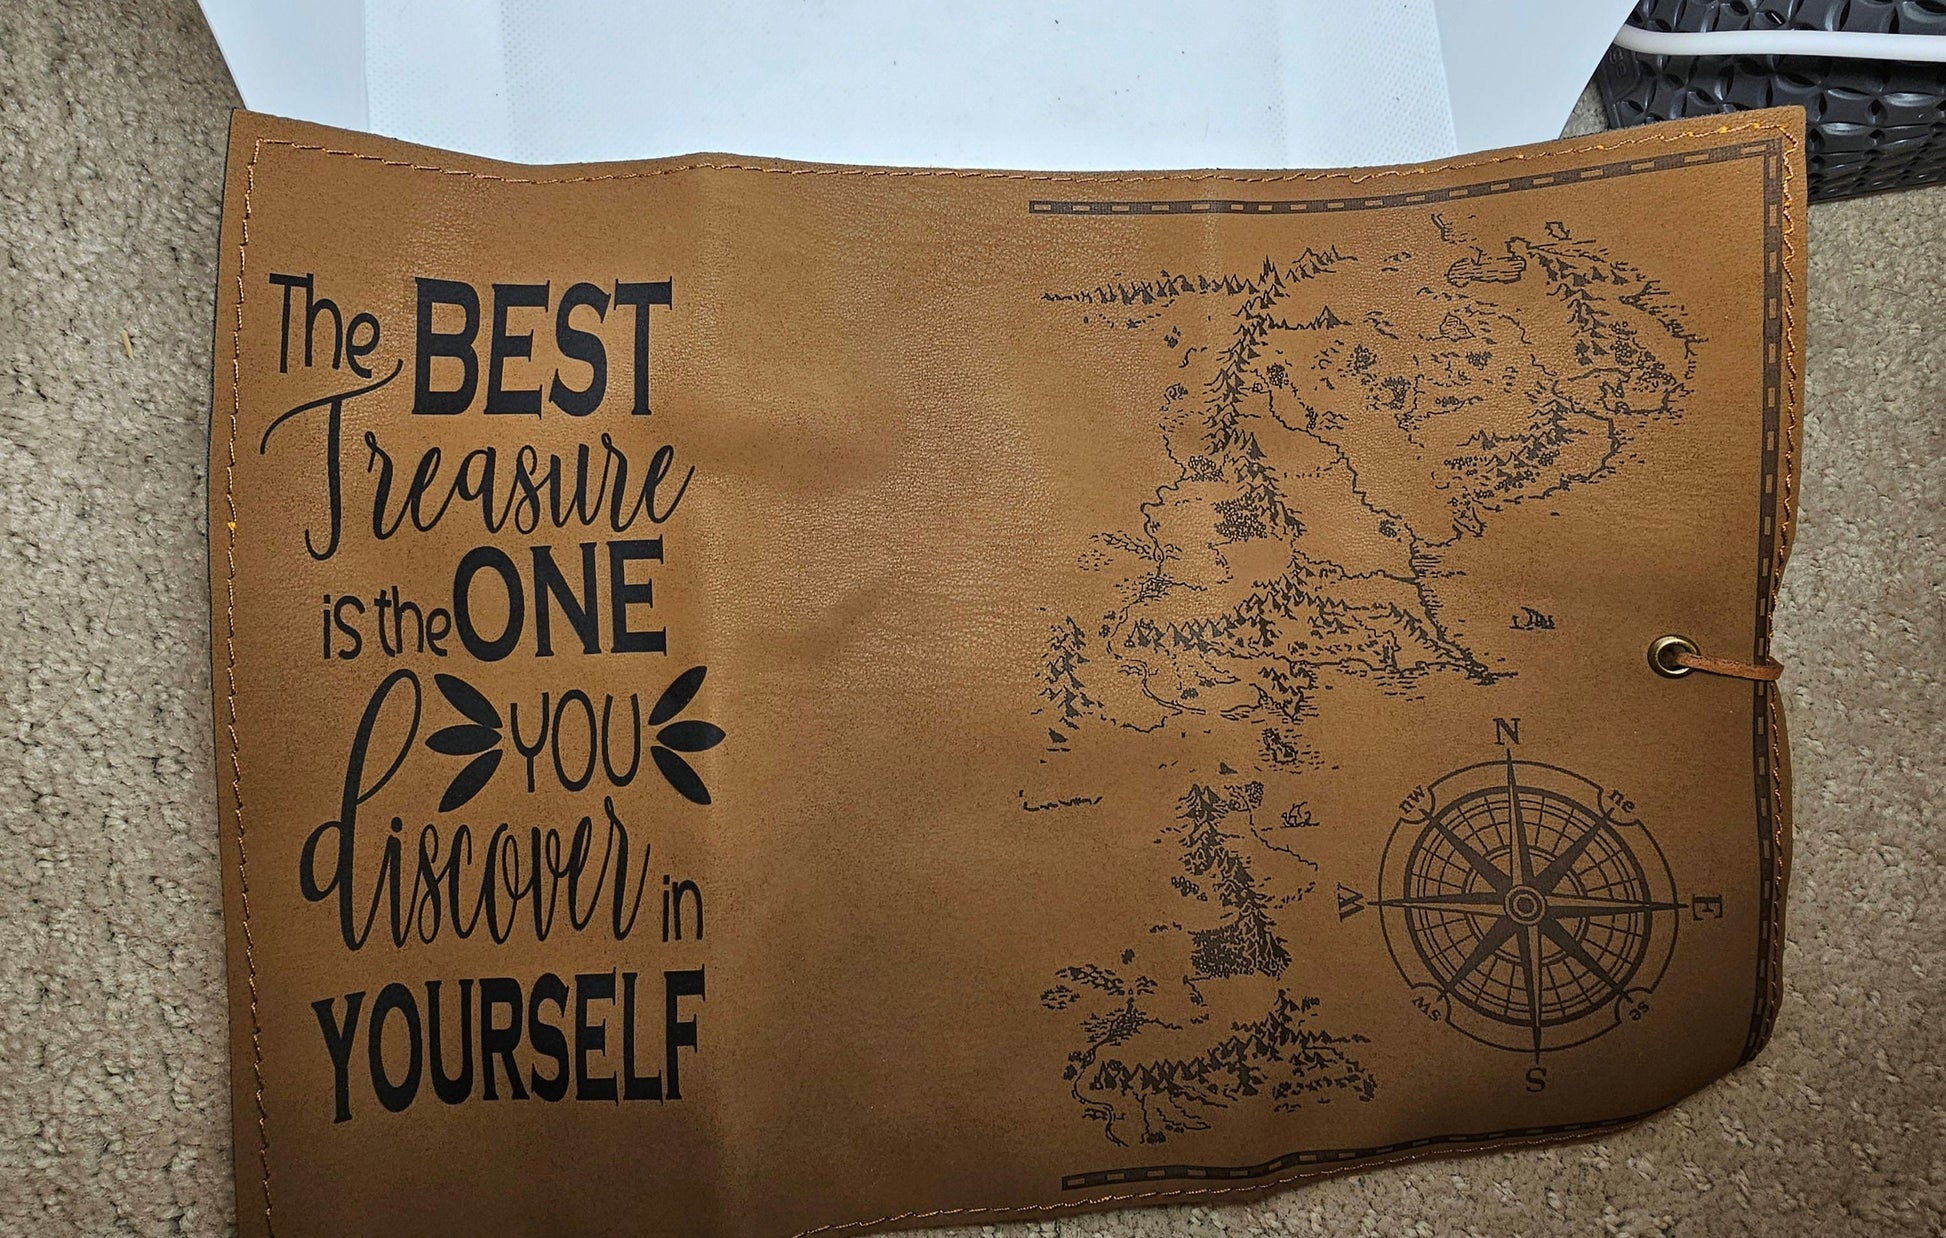 The BEST
Treasure
is the ONE
YOU
discover in
YOURSELF
N
nw ne
W E
sw se
S